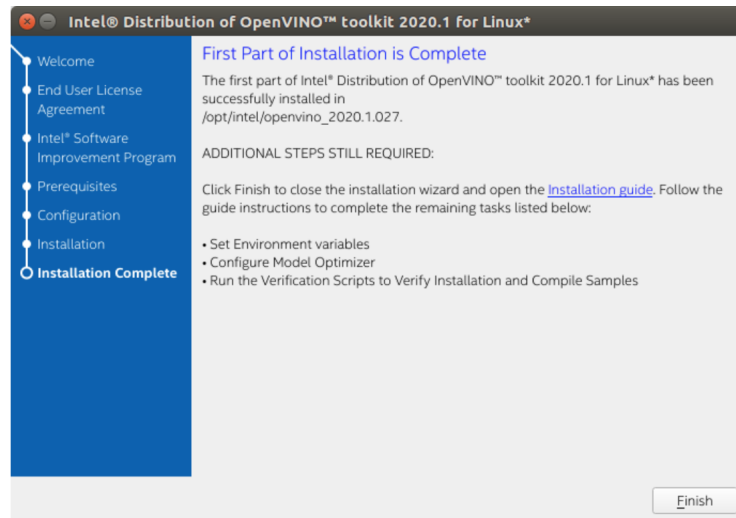 Intel® Distribution of OpenVINO™ toolkit 2020.1 for Linux*
Welcome
End User License
Agreement
Intel® Software
Improvement Program
Prerequisites
Configuration
Installation
Installation Complete
First Part of Installation is Complete
The first part of Intel® Distribution of OpenVINO™ toolkit 2020.1 for Linux* has been
successfully installed in
/opt/intel/openvino_2020.1.027.
ADDITIONAL STEPS STILL REQUIRED:
Click Finish to close the installation wizard and open the Installation guide. Follow the
guide instructions to complete the remaining tasks listed below:
• Set Environment variables
• Configure Model Optimizer
• Run the Verification Scripts to Verify Installation and Compile Samples
Finish